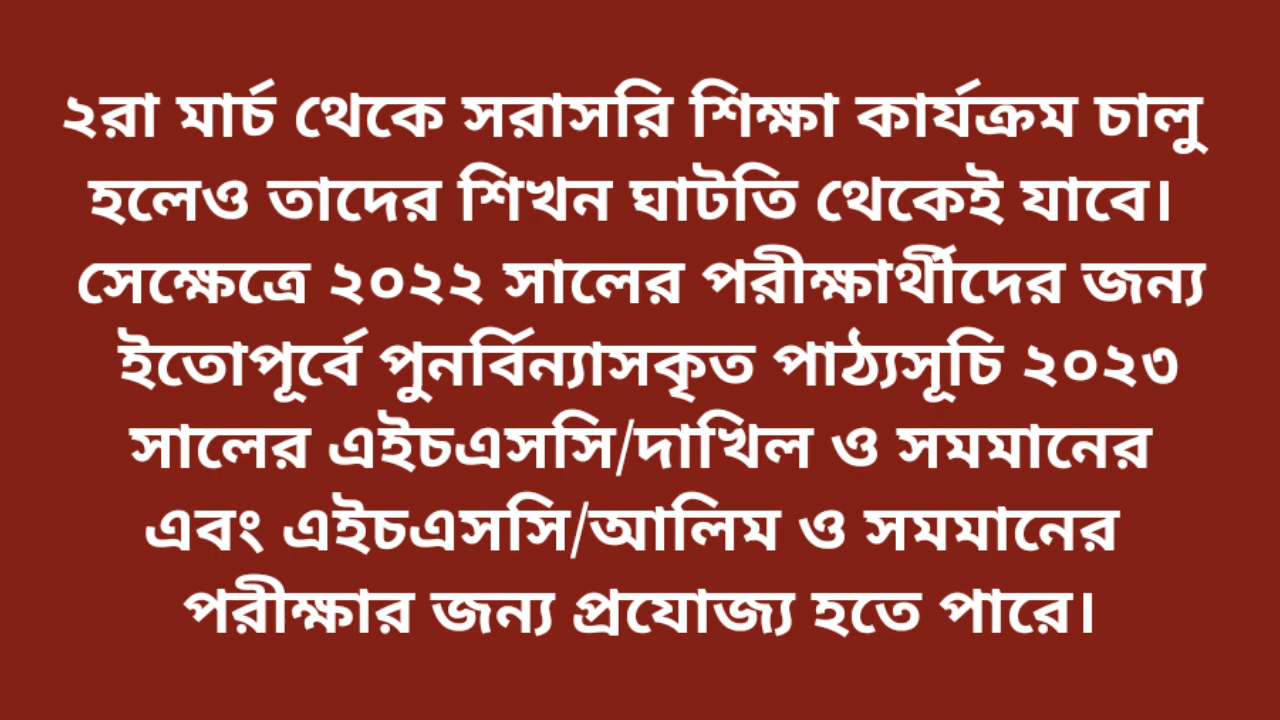 ২রা মার্চ থেকে সরাসরি শিক্ষা কার্যক্রম চালু
হলেও তাদের শিখন ঘাটতি থেকেই যাবে।
সেক্ষেত্রে ২০২২ সালের পরীক্ষার্থীদের জন্য
ইতোপূর্বে পুনর্বিন্যাসকৃত পাঠ্যসূচি ২০২৩
সালের এইচএসসি/দাখিল ও সমমানের
এবং এইচএসসি/আলিম ও সমমানের
পরীক্ষার জন্য প্রযোজ্য হতে পারে।